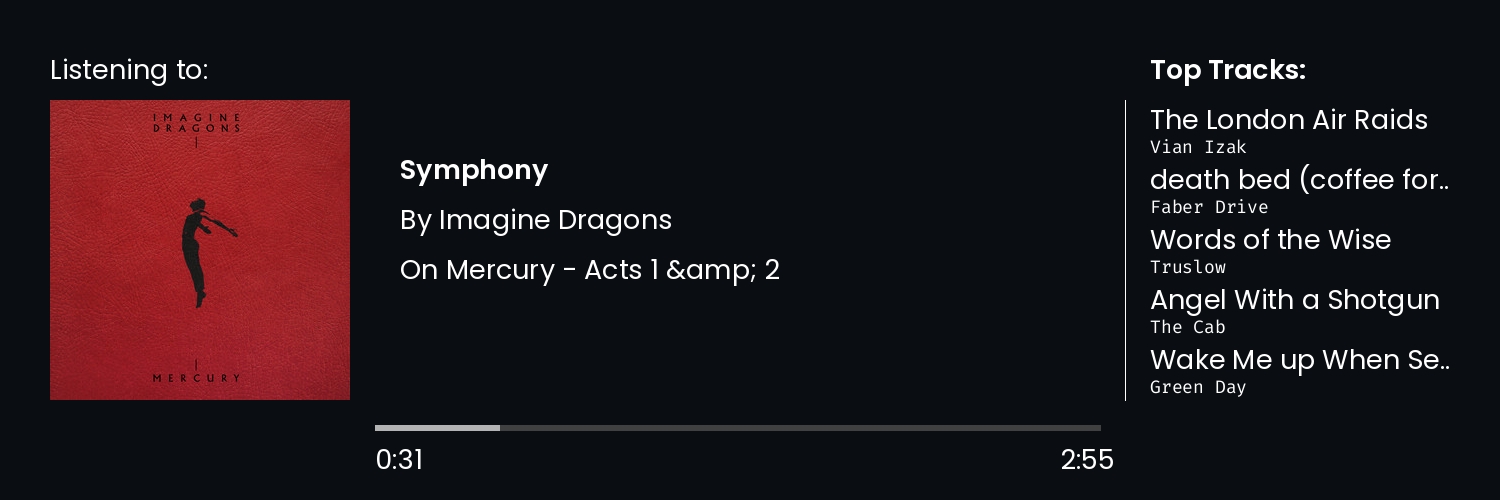 Listening to:
IMAGINE
DRAGONS
MERCURY
Symphony
By Imagine Dragons
On Mercury - Acts 1 &amp;amp; 2
0:31
2:55
Top Tracks:
The London Air Raids
Vian Izak
death bed (coffee for..
Faber Drive
Words of the Wise
Truslow
Angel With a Shotgun
The Cab
Wake Me up When Se..
Green Day